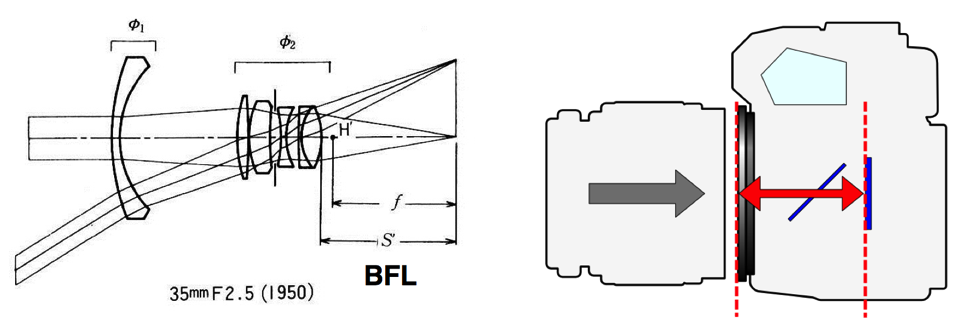 Φ1
Φ2
H'
f
S'
BFL
35mm F2.5 (1950)